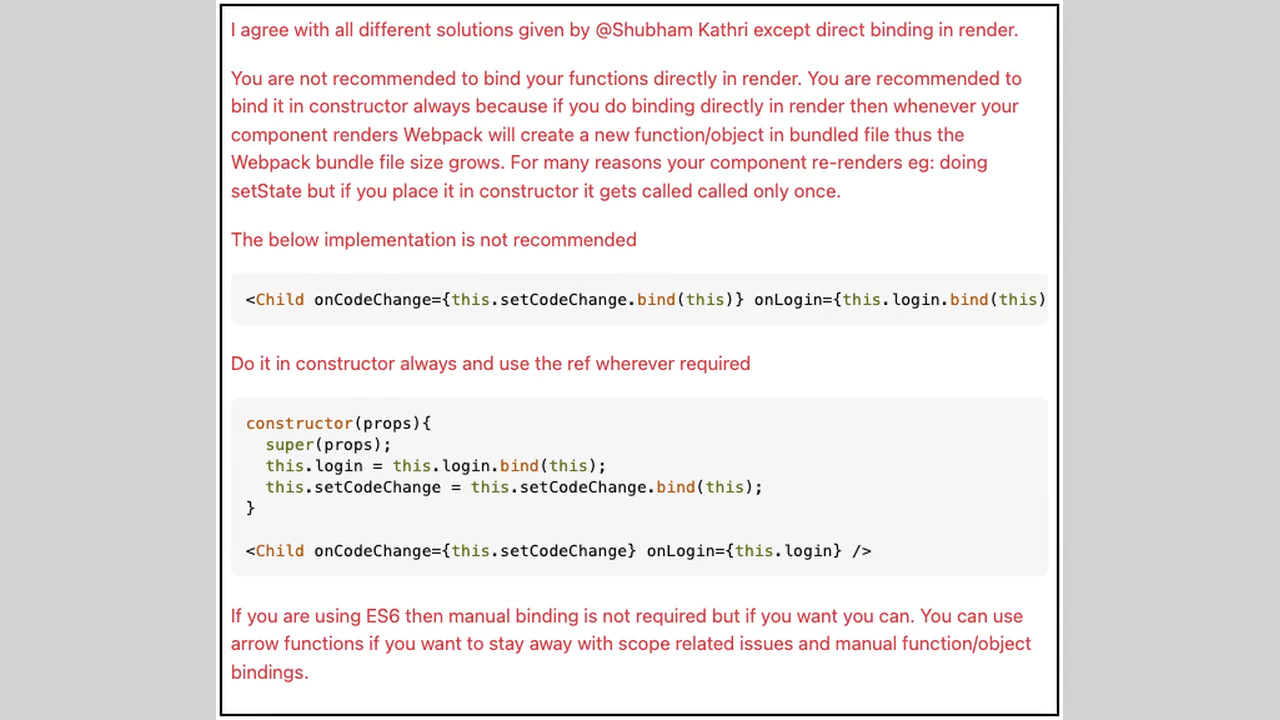 I agree with all different solutions given by @Shubham Kathri except direct binding in render.
You are not recommended to bind your functions directly in render. You are recommended to
bind it in constructor always because if you do binding directly in render then whenever your
component renders Webpack will create a new function/object in bundled file thus the
Webpack bundle file size grows. For many reasons your component re-renders eg: doing
setState but if you place it in constructor it gets called called only once.
The below implementation is not recommended
<Child onCodeChange={this.setCodeChange.bind(this)} onLogin={this.login.bind(this)
Do it in constructor always and use the ref wherever required
constructor(props){
  super(props);
  this.login = this.login.bind(this);
  this.setCodeChange = this.setCodeChange.bind(this);
}
<Child onCodeChange={this.setCodeChange} onLogin={this.login} />
If you are using ES6 then manual binding is not required but if you want you can. You can use
arrow functions if you want to stay away with scope related issues and manual function/object
bindings.